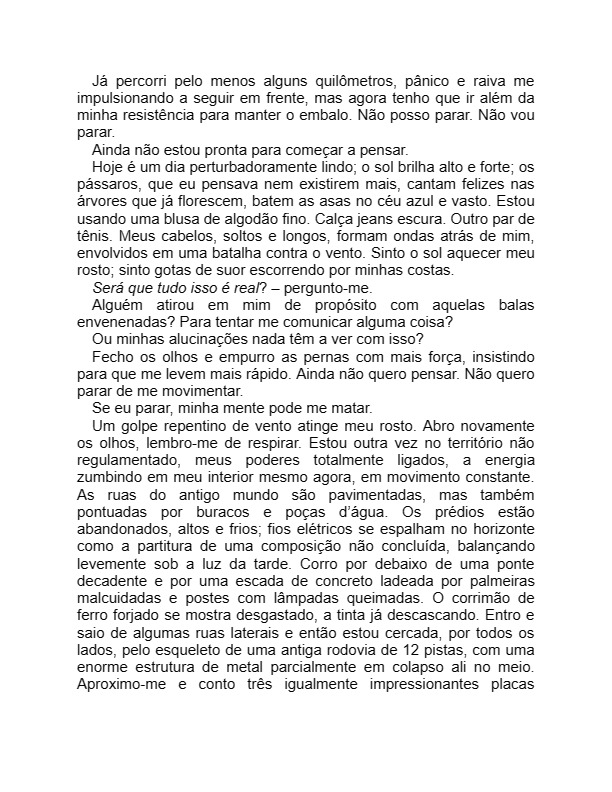 Já percorri pelo menos alguns quilômetros, pânico e raiva me
impulsionando a seguir em frente, mas agora tenho que ir além da
minha resistência para manter o embalo. Não posso parar. Não vou
parar.
Ainda não estou pronta para começar a pensar.
Hoje é um dia perturbadoramente lindo; o sol brilha alto e forte; os
pássaros, que eu pensava nem existirem mais, cantam felizes nas
árvores que já florescem, batem as asas no céu azul e vasto. Estou
usando uma blusa de algodão fino. Calça jeans escura. Outro par de
tênis. Meus cabelos, soltos e longos, formam ondas atrás de mim,
envolvidos em uma batalha contra o vento. Sinto o sol aquecer meu
rosto; sinto gotas de suor escorrendo por minhas costas.
Será que tudo isso é real? – pergunto-me.
Alguém atirou em mim de propósito com aquelas balas
envenenadas? Para tentar me comunicar alguma coisa?
Ou minhas alucinações nada têm a ver com isso?
Fecho os olhos e empurro as pernas com mais força, insistindo
para que me levem mais rápido. Ainda não quero pensar. Não quero
parar de me movimentar.
Se eu parar, minha mente pode me matar.
Um golpe repentino de vento atinge meu rosto. Abro novamente
os olhos, lembro-me de respirar. Estou outra vez no território não
regulamentado, meus poderes totalmente ligados, a energia
zumbindo em meu interior mesmo agora, em movimento constante.
As ruas do antigo mundo são pavimentadas, mas também
pontuadas por buracos e poças d’água. Os prédios estão
abandonados, altos e frios; fios elétricos se espalham no horizonte
como a partitura de uma composição não concluída, balançando
levemente sob a luz da tarde. Corro por debaixo de uma ponte
decadente e por uma escada de concreto ladeada por palmeiras
malcuidadas e postes com lâmpadas queimadas. O corrimão de
ferro forjado se mostra desgastado, a tinta já descascando. Entro e
saio de algumas ruas laterais e então estou cercada, por todos os
lados, pelo esqueleto de uma antiga rodovia de 12 pistas, com uma
enorme estrutura de metal parcialmente em colapso ali no meio.
Aproximo-me e conto três igualmente impressionantes placas